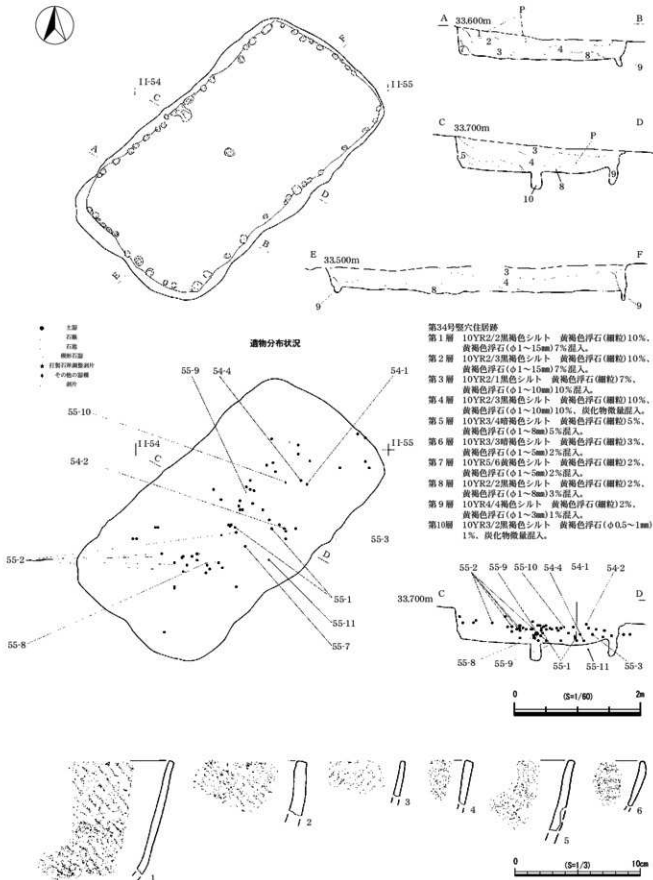 A
33.600m
P
B
1
2
3
4
8
9
F
II-54
C
II-55
A
C
33.700m
D
3
P
5
4
9
10
8
D
B
E
E
33.500m
F
3
4
9
8
9
土器
石鏃
石匙
楔形石器
打製石斧調整剥片
その他の器種
剥片
遺物分布状況
第34号竪穴住居跡
第1層 10YR2/2黒褐色シルト 黄褐色浮石(細粒)10%、
黄褐色浮石(φ1～15㎜)7%混入。
第2層 10YR2/3黒褐色シルト 黄褐色浮石(細粒)10%、
黄褐色浮石(φ1～15㎜)7%混入。
第3層 10YR2/1黒色シルト 黄褐色浮石(細粒)7%、
黄褐色浮石(φ1～10㎜)10%混入。
第4層 10YR2/3黒褐色シルト 黄褐色浮石(細粒)10%、
黄褐色浮石(φ1～10㎜)10%、炭化物微量混入。
第5層 10YR3/4暗褐色シルト 黄褐色浮石(細粒)5%、
黄褐色浮石(φ1～8㎜)5%混入。
第6層 10YR3/3暗褐色シルト 黄褐色浮石(細粒)3%、
黄褐色浮石(φ1～5㎜)2%混入。
第7層 10YR5/6黄褐色シルト 黄褐色浮石(細粒)2%、
黄褐色浮石(φ1～5㎜)2%混入。
第8層 10YR2/2黒褐色シルト 黄褐色浮石(細粒)2%、
黄褐色浮石(φ1～8㎜)3%混入。
第9層 10YR4/4褐色シルト 黄褐色浮石(細粒)2%、
黄褐色浮石(φ1～3㎜)1%混入。
第10層 10YR3/2黒褐色シルト 黄褐色浮石(φ0.5～1㎜)
1%、炭化物微量混入。
54-4
54-1
55-9
55-10
II-54
C
II-55
54-2
55-3
D
55-2
55-1
55-11
55-8
55-7
55-2
55-9
55-10
54-4
54-1
54-2
C
D
33.700m
55-8
55-9
55-1
55-11
55-3
0
(S=1/60)
2m
1
2
3
4
5
6
0
(S=1/3)
10cm